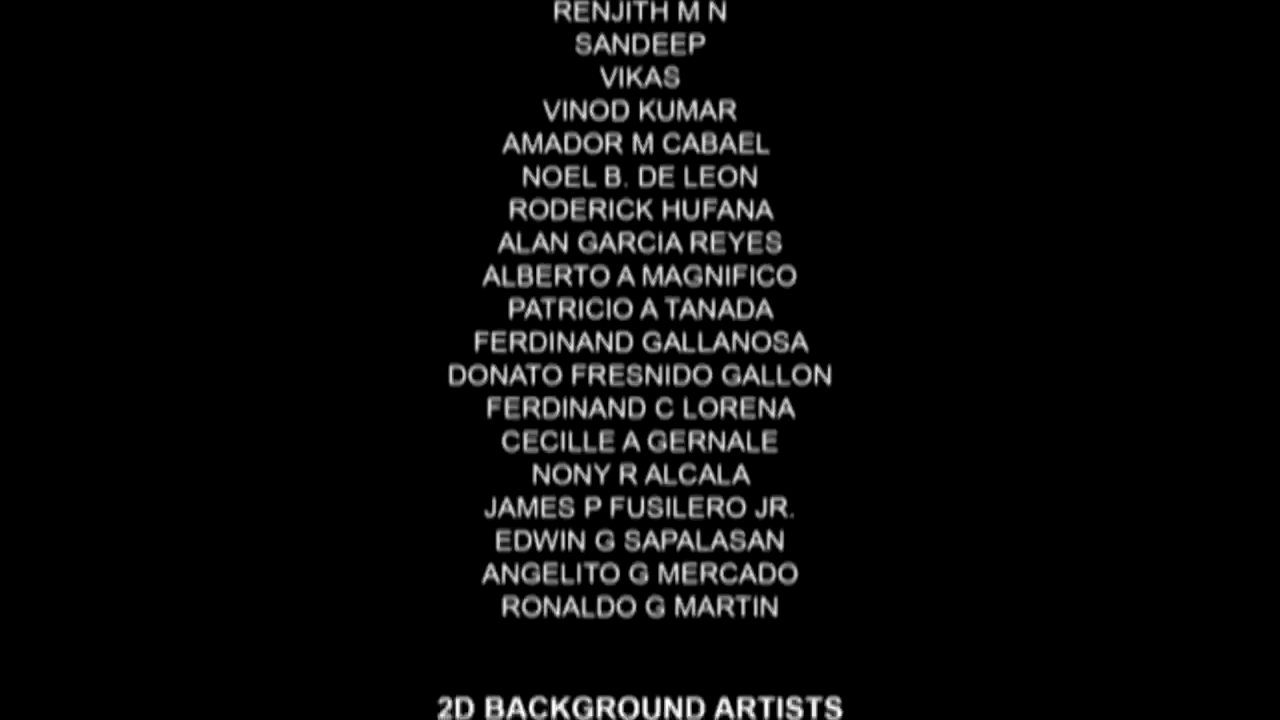 RENJITH M N
SANDEEP
VIKAS
VINOD KUMAR
AMADOR M CABAEL
NOEL B. DE LEON
RODERICK HUFANA
ALAN GARCIA REYES
ALBERTO A MAGNIFICO
PATRICIO A TANADA
FERDINAND GALLANOSA
DONATO FRESNIDO GALLON
FERDINAND C LORENA
CECILLE A GERNALE
NONY R ALCALA
JAMES P FUSILERO JR.
EDWIN G SAPALASAN
ANGELITO G MERCADO
RONALDO G MARTIN
2D BACKGROUND ARTISTS